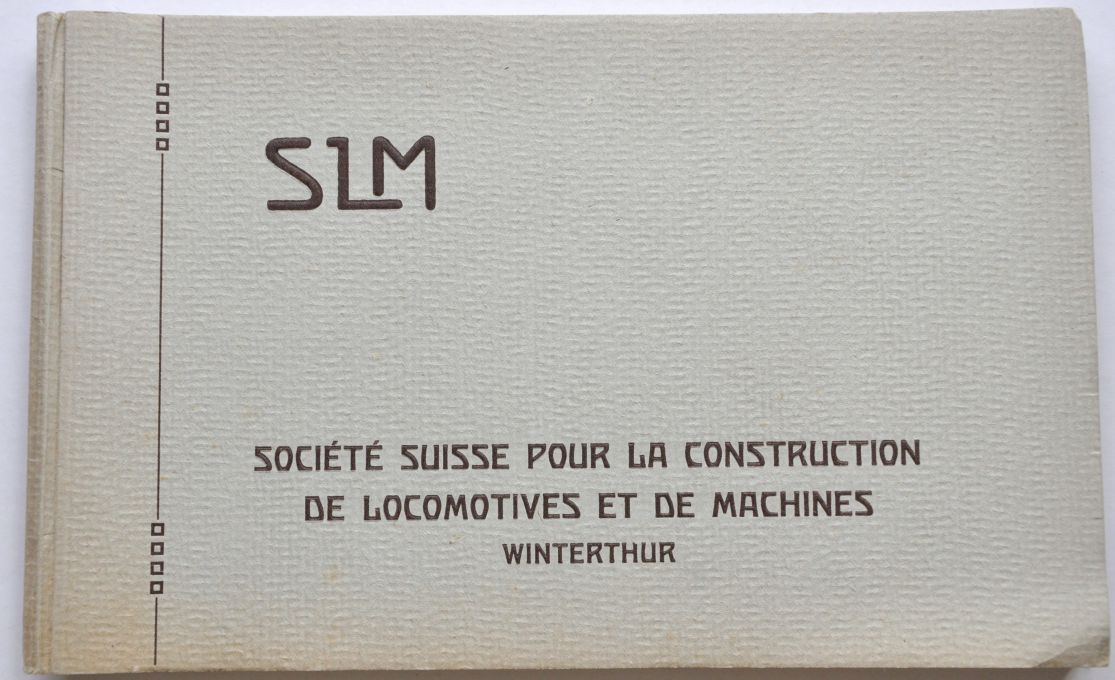 SLM
SOCIÉTÉ SUISSE POUR LA CONSTRUCTION
DE LOCOMOTIVES ET DE MACHINES
WINTERTHUR